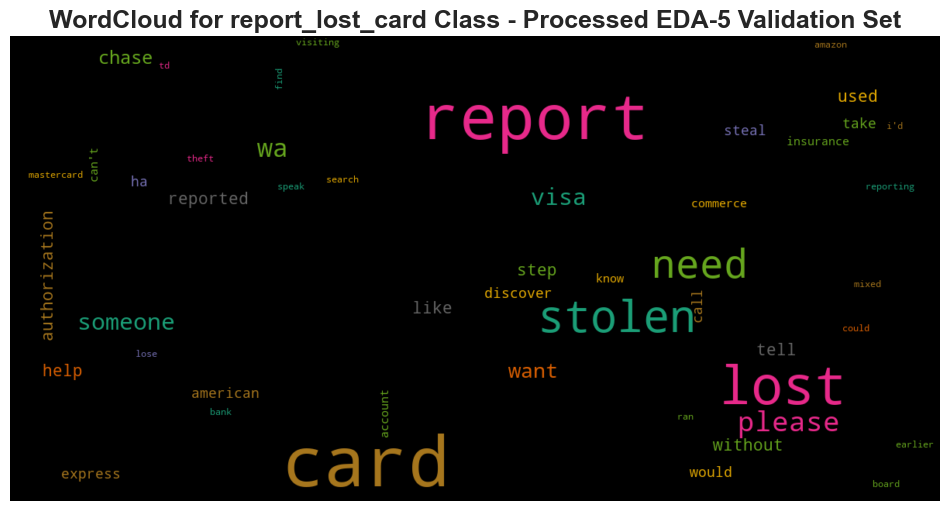 WordCloud for report_lost_card Class - Processed EDA-5 Validation Set
visiting
amazon
chase
td
find
used
report
take
i'd
steal
insurance
wa
can't
theft
mastercard
ha
speak
search
reporting
reported
visa
commerce
authorization
need
step
know
mixed
discover
call
like
stolen
someone
could
lose
tell
help
want
lost
american
account
bank
please
ran
without
earlier
card
express
would
board